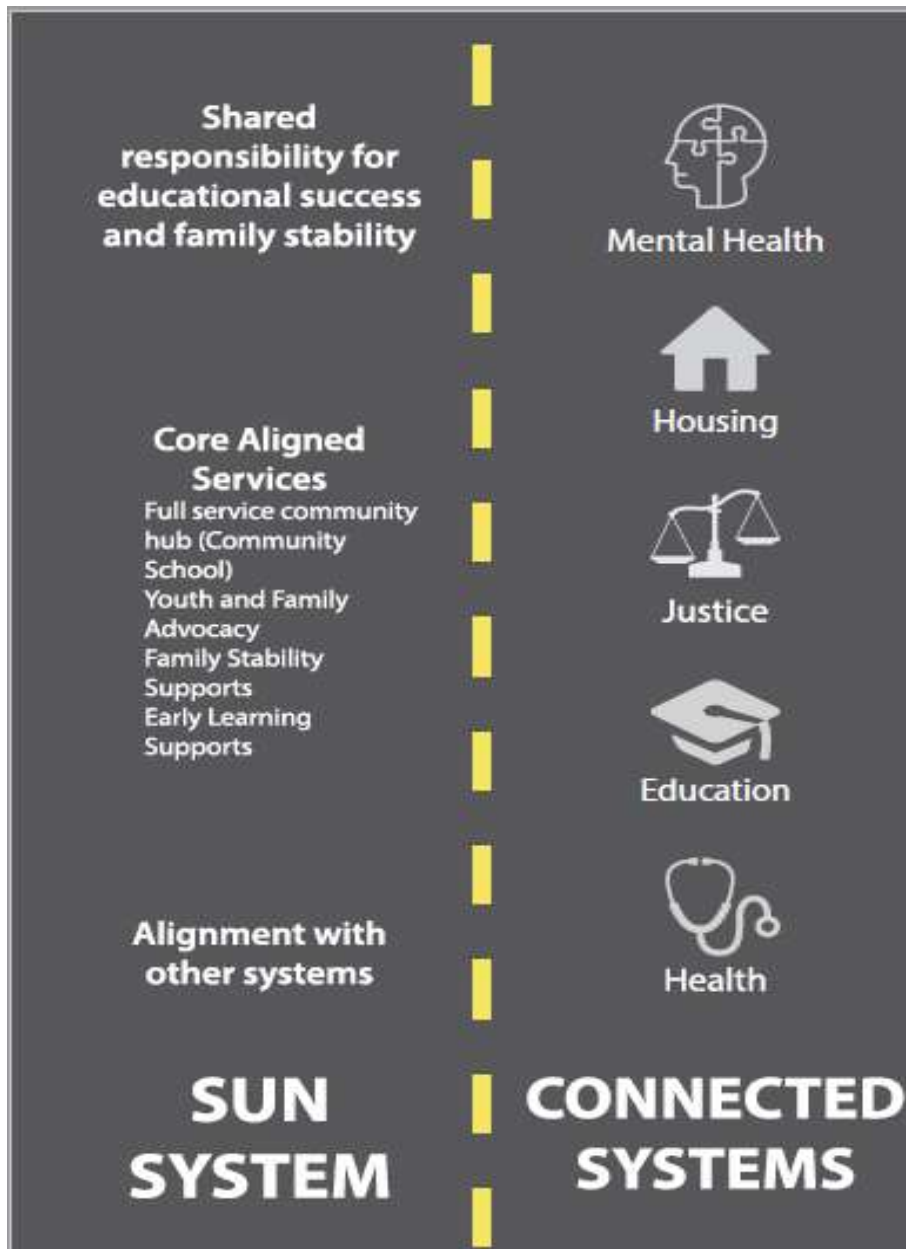 Shared
responsibility for
educational success
and family stability
Core Aligned
Services
Full service community
hub (Community
School)
Youth and Family
Advocacy
Family Stability
Supports
Early Learning
Supports
Alignment with
other systems
SUN
SYSTEM
Mental Health
Housing
Justice
Education
Health
CONNECTED
SYSTEMS